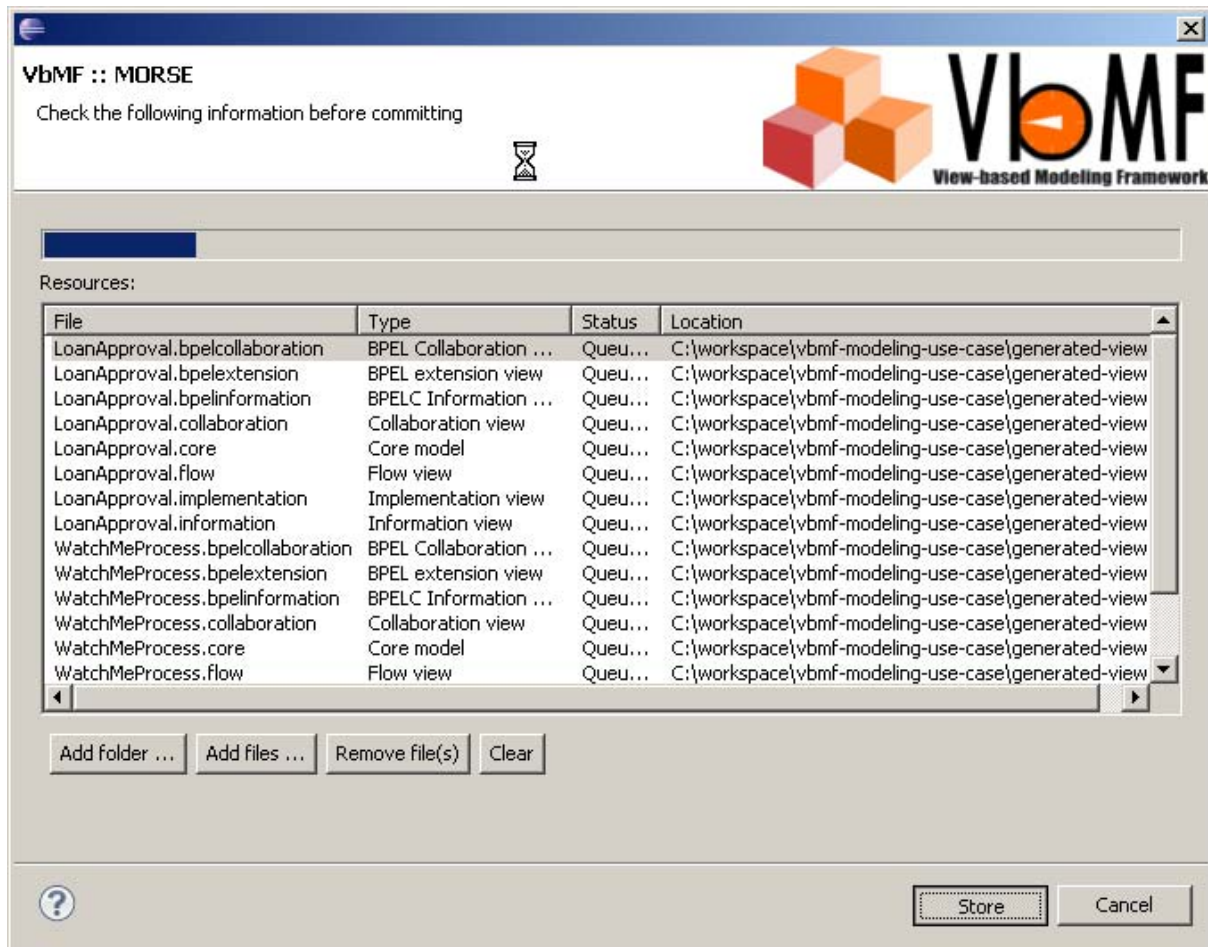 VbMF :: MORSE
Check the following information before committing
VbMF
View-based Modeling Framework
Resources:
File Type Status Location
LoanApproval.bpelcollaboration BPEL Collaboration ... Queu... C:\workspace\vbmf-modeling-use-case\generated-view
LoanApproval.bpelextension BPEL extension view Queu... C:\workspace\vbmf-modeling-use-case\generated-view
LoanApproval.bpelinformation BPELC Information ... Queu... C:\workspace\vbmf-modeling-use-case\generated-view
LoanApproval.collaboration Collaboration view Queu... C:\workspace\vbmf-modeling-use-case\generated-view
LoanApproval.core Core model Queu... C:\workspace\vbmf-modeling-use-case\generated-view
LoanApproval.flow Flow view Queu... C:\workspace\vbmf-modeling-use-case\generated-view
LoanApproval.implementation Implementation view Queu... C:\workspace\vbmf-modeling-use-case\generated-view
LoanApproval.information Information view Queu... C:\workspace\vbmf-modeling-use-case\generated-view
WatchMeProcess.bpelcollaboration BPEL Collaboration ... Queu... C:\workspace\vbmf-modeling-use-case\generated-view
WatchMeProcess.bpelextension BPEL extension view Queu... C:\workspace\vbmf-modeling-use-case\generated-view
WatchMeProcess.bpelinformation BPELC Information ... Queu... C:\workspace\vbmf-modeling-use-case\generated-view
WatchMeProcess.collaboration Collaboration view Queu... C:\workspace\vbmf-modeling-use-case\generated-view
WatchMeProcess.core Core model Queu... C:\workspace\vbmf-modeling-use-case\generated-view
WatchMeProcess.flow Flow view Queu... C:\workspace\vbmf-modeling-use-case\generated-view
Add folder ... Add files ... Remove file(s) Clear
? Store Cancel